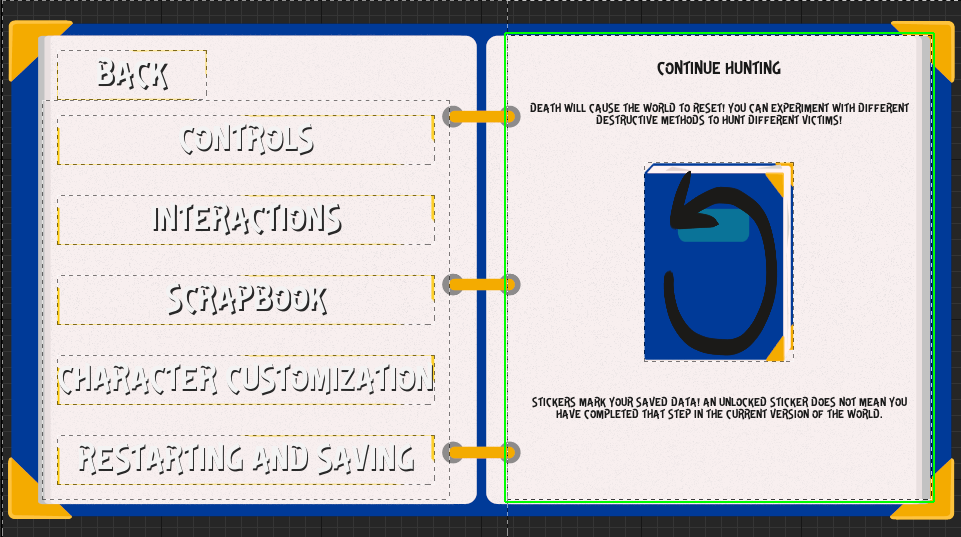 BACK
CONTROLS
INTERACTIONS
SCRAPBOOK
CHARACTER CUSTOMIZATION
RESTARTING AND SAVING
CONTINUE HUNTING
DEATH WILL CAUSE THE WORLD TO RESET! YOU CAN EXPERIMENT WITH DIFFERENT
DESTRUCTIVE METHODS TO HUNT DIFFERENT VICTIMS!
STICKERS MARK YOUR SAVED DATA! AN UNLOCKED STICKER DOES NOT MEAN YOU
HAVE COMPLETED THAT STEP IN THE CURRENT VERSION OF THE WORLD.